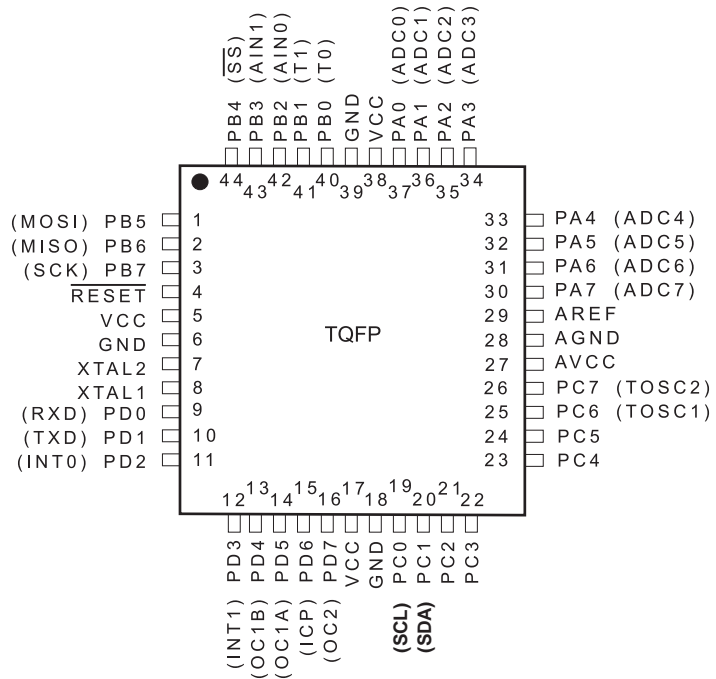 PB4 (SS)
PB3 (AIN1)
PB2 (AIN0)
PB1 (T1)
PB0 (T0)
GND
VCC
PA0 (ADC0)
PA1 (ADC1)
PA2 (ADC2)
PA3 (ADC3)
44 43 42 41 40 39 38 37 36 35 34
(MOSI) PB5 1
(MISO) PB6 2
(SCK) PB7 3
RESET 4
VCC 5
GND 6
XTAL2 7
XTAL1 8
(RXD) PD0 9
(TXD) PD1 10
(INT0) PD2 11
TQFP
33 PA4 (ADC4)
32 PA5 (ADC5)
31 PA6 (ADC6)
30 PA7 (ADC7)
29 AREF
28 AGND
27 AVCC
26 PC7 (TOSC2)
25 PC6 (TOSC1)
24 PC5
23 PC4
12 13 14 15 16 17 18 19 20 21 22
(INT1) PD3
(OC1B) PD4
(OC1A) PD5
(ICP) PD6
(OC2) PD7
VCC
GND
(SCL) PC0
(SDA) PC1
PC2
PC3